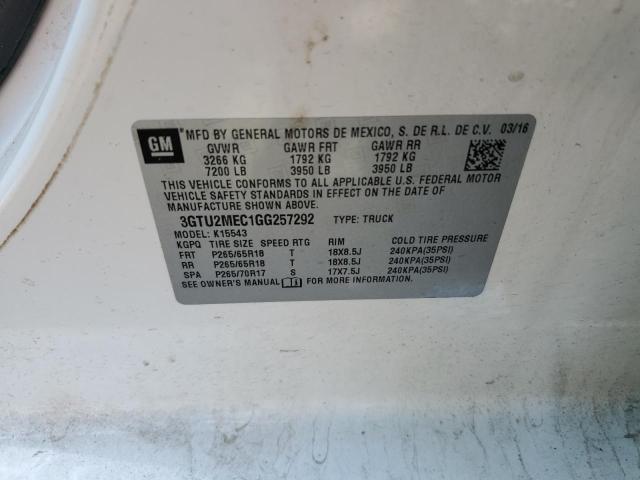 GM *MFD BY GENERAL MOTORS DE MEXICO, S. DE R.L. DE C.V. 03/16
GVWR GAWR FRT GAWR RR
3266 KG 1792 KG 1792 KG
7200 LB 3950 LB 3950 LB
THIS VEHICLE CONFORMS TO ALL APPLICABLE U.S. FEDERAL MOTOR
VEHICLE SAFETY STANDARDS IN EFFECT ON THE DATE OF
MANUFACTURE SHOWN ABOVE.
3GTU2MEC1GG257292 TYPE: TRUCK
MODEL: K15543
KGPQ TIRE SIZE SPEED RTG RIM COLD TIRE PRESSURE
FRT P265/65R18 T 18X8.5J 240KPA(35PSI)
RR P265/65R18 T 18X8.5J 240KPA(35PSI)
SPA P265/70R17 S 17X7.5J 240KPA(35PSI)
SEE OWNER'S MANUAL FOR MORE INFORMATION.